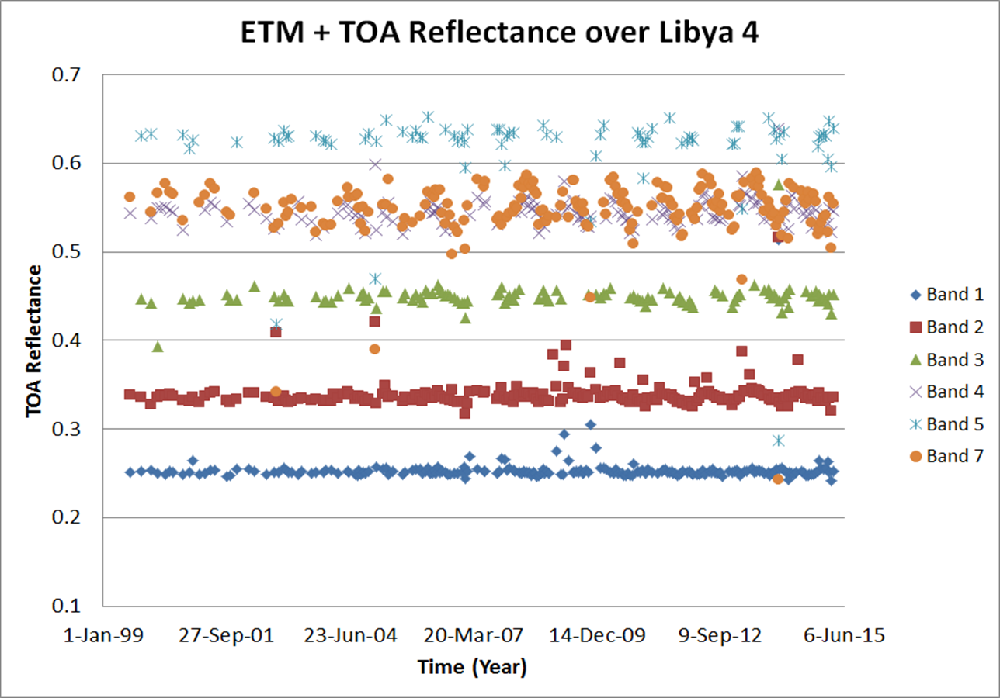 ETM + TOA Reflectance over Libya 4
0.7
0.6
0.5
0.4
0.3
0.2
0.1
TOA Reflectance
1-Jan-99 27-Sep-01 23-Jun-04 20-Mar-07 14-Dec-09 9-Sep-12 6-Jun-15
Time (Year)
Band 1
Band 2
Band 3
Band 4
Band 5
Band 7